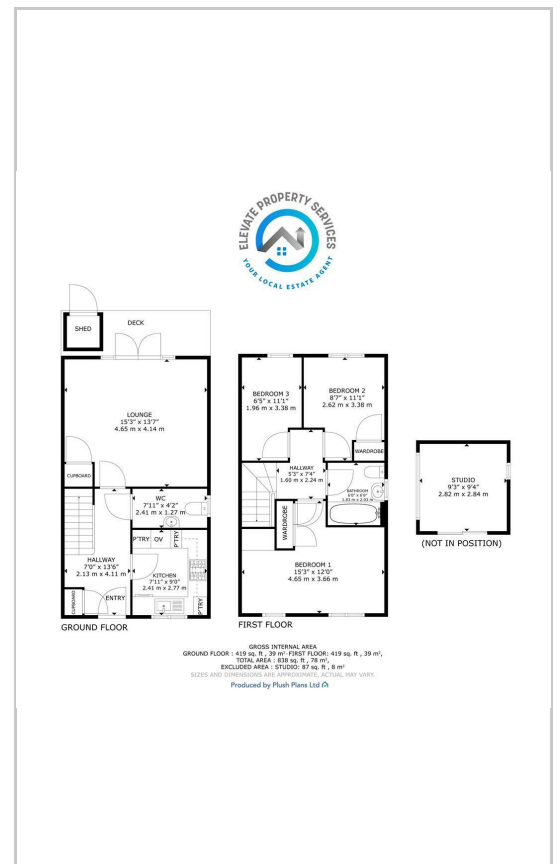 ELEVATE PROPERTY SERVICES
YOUR LOCAL ESTATE AGENT
SHED
DECK
LOUNGE
15'3" x 13'7"
4.65 m x 4.14 m
CUPBOARD
WC
7'11" x 4'2"
2.41 m x 1.27 m
P'TRY
OV
P'TRY
HALLWAY
7'0" x 13'6"
2.13 m x 4.11 m
KITCHEN
7'11" x 9'0"
2.41 m x 2.77 m
CUPBOARD
ENTRY
P'TRY
GROUND FLOOR
BEDROOM 3
6'5" x 11'1"
1.96 m x 3.38 m
BEDROOM 2
8'7" x 11'1"
2.62 m x 3.38 m
WARDROBE
HALLWAY
5'3" x 7'4"
1.60 m x 2.24 m
BATHROOM
WARDROBE
BEDROOM 1
15'3" x 12'0"
4.65 m x 3.66 m
FIRST FLOOR
STUDIO
9'3" x 9'4"
2.82 m x 2.84 m
(NOT IN POSITION)
GROSS INTERNAL AREA
GROUND FLOOR : 419 sq. ft , 39 m² FIRST FLOOR: 419 sq. ft , 39 m²,
TOTAL AREA : 838 sq. ft , 78 m²,
EXCLUDED AREA : STUDIO: 87 sq. ft , 8 m²
SIZES AND DIMENSIONS ARE APPROXIMATE, ACTUAL MAY VARY.
Produced by Plush Plans Ltd